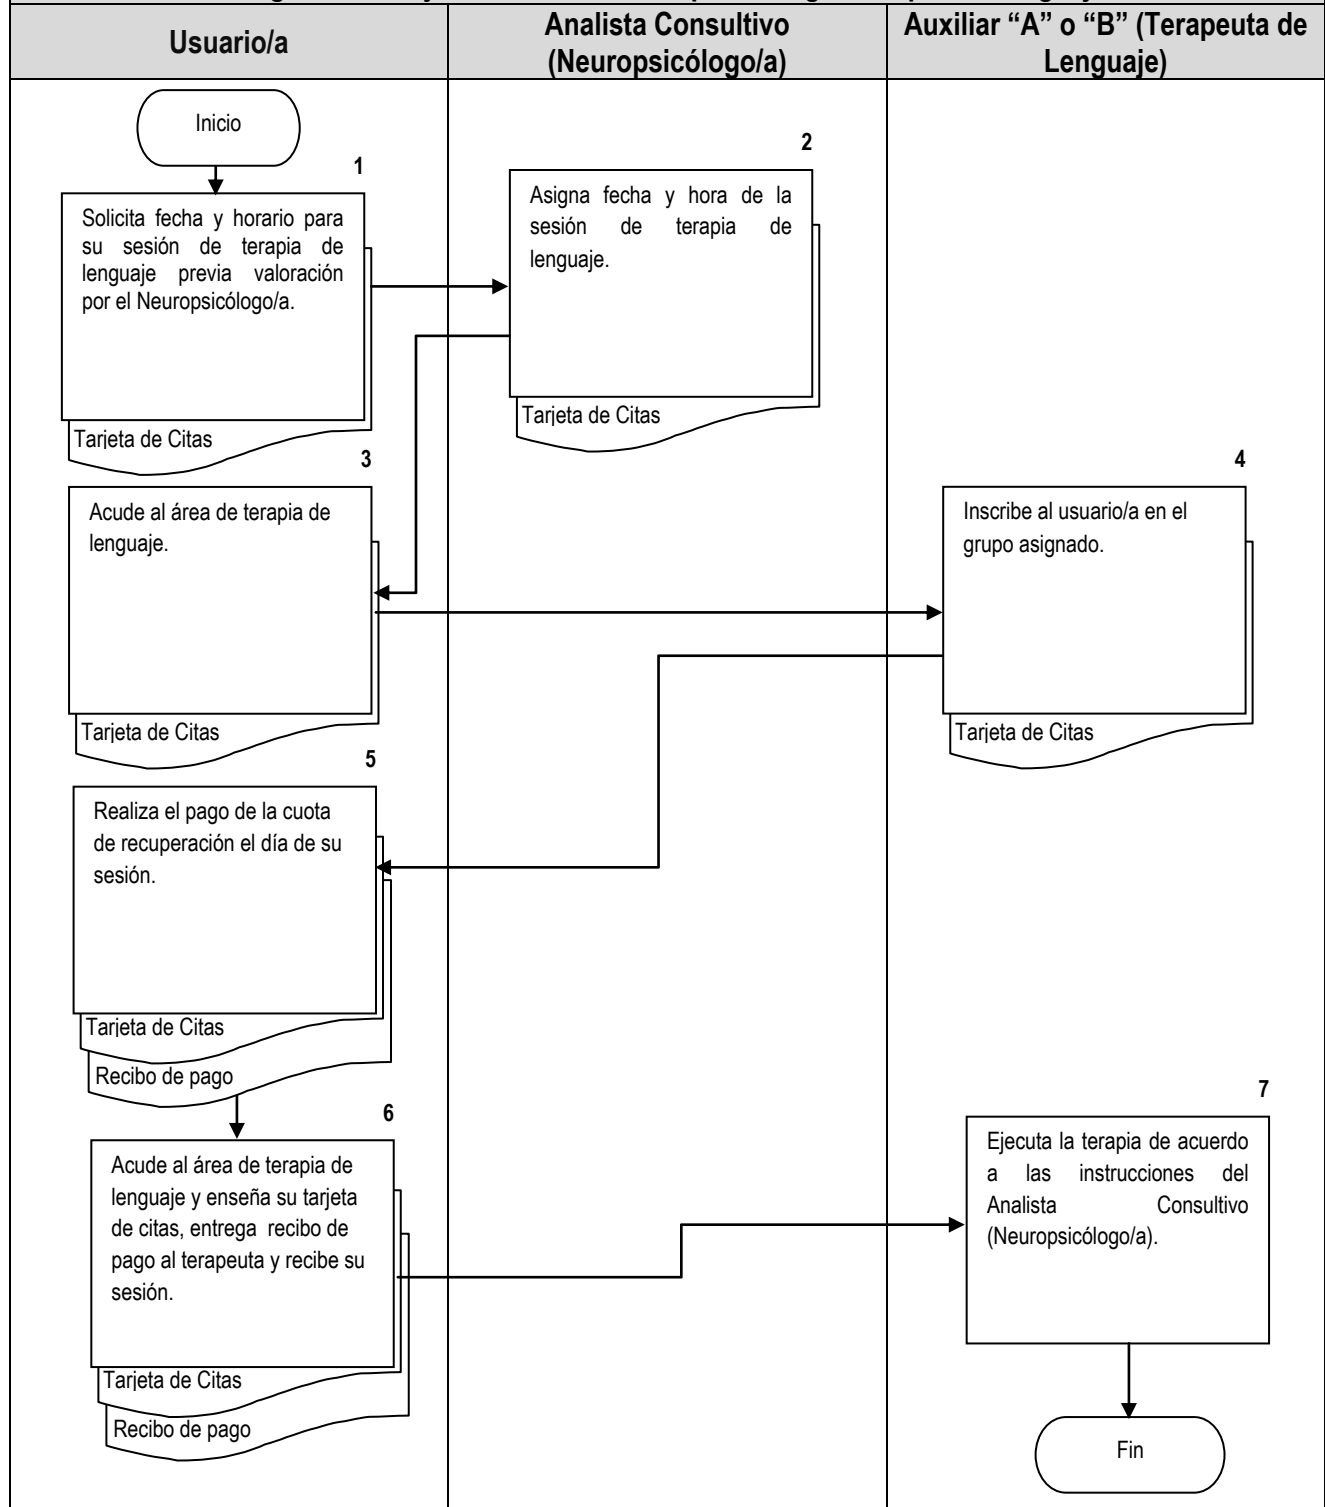 Usuario/a
Analista Consultivo
(Neuropsicólogo/a)
Auxiliar “A” o “B” (Terapeuta de
Lenguaje)
Inicio
1
Solicita fecha y horario para
su sesión de terapia de
lenguaje previa valoración
por el Neuropsicólogo/a.
Tarjeta de Citas
2
Asigna fecha y hora de la
sesión de terapia de
lenguaje.
Tarjeta de Citas
3
Acude al área de terapia de
lenguaje.
Tarjeta de Citas
4
Inscribe al usuario/a en el
grupo asignado.
Tarjeta de Citas
5
Realiza el pago de la cuota
de recuperación el día de su
sesión.
Tarjeta de Citas
Recibo de pago
6
Acude al área de terapia de
lenguaje y enseña su tarjeta
de citas, entrega recibo de
pago al terapeuta y recibe su
sesión.
Tarjeta de Citas
Recibo de pago
7
Ejecuta la terapia de acuerdo
a las instrucciones del
Analista Consultivo
(Neuropsicólogo/a).
Fin